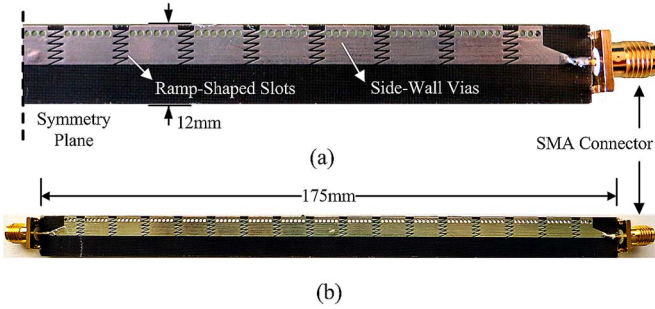 Ramp-Shaped Slots
Side-Wall Vias
Symmetry
Plane
12mm
(a)
SMA Connector
175mm
(b)